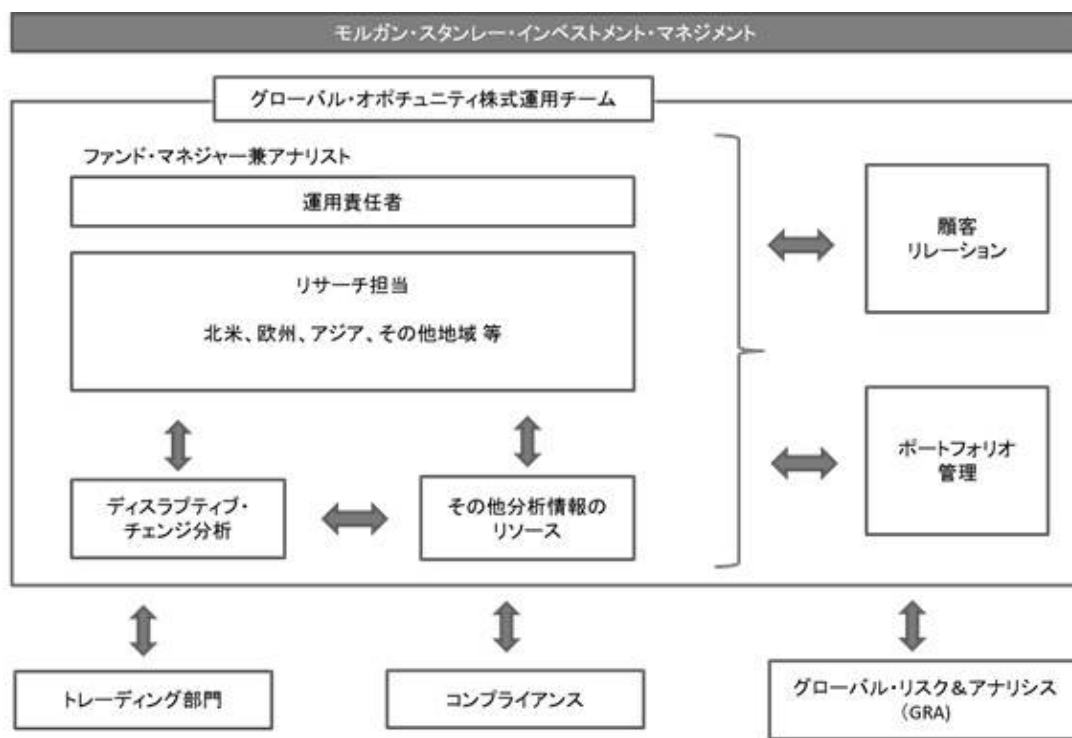 モルガン・スタンレー・インベストメント・マネジメント
グローバル・オポチュニティ株式運用チーム
ファンド・マネジャー兼アナリスト
運用責任者
リサーチ担当
北米、欧州、アジア、その他地域 等
ディスラプティブ・
チェンジ分析
その他分析情報の
リソース
顧客
リレーション
ポートフォリオ
管理
トレーディング部門
コンプライアンス
グローバル・リスク&アナリシス
(GRA)